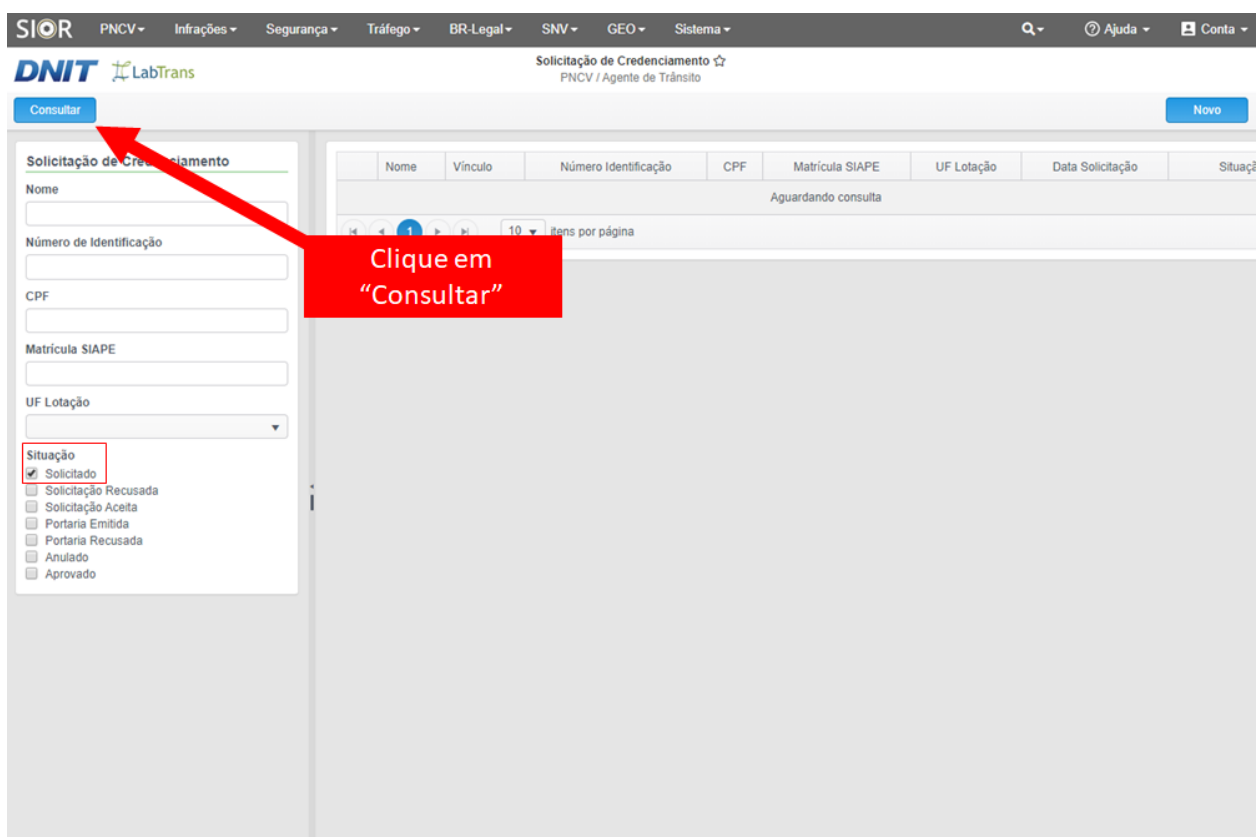 SIOR PNCV Infrações Segurança Tráfego BR-Legal SNV GEO Sistema Ajuda Conta
DNIT LabTrans
Solicitação de Credenciamento
PNCV / Agente de Trânsito
Consultar
Novo
Solicitação de Credenciamento
Nome
Número de Identificação
CPF
Matrícula SIAPE
UF Lotação
Situação
Solicitado
Solicitação Recusada
Solicitação Aceita
Portaria Emitida
Portaria Recusada
Anulado
Aprovado
Nome Vínculo Número Identificação CPF Matrícula SIAPE UF Lotação Data Solicitação
Aguardando consulta
1 10 itens por página
Clique em
“Consultar”